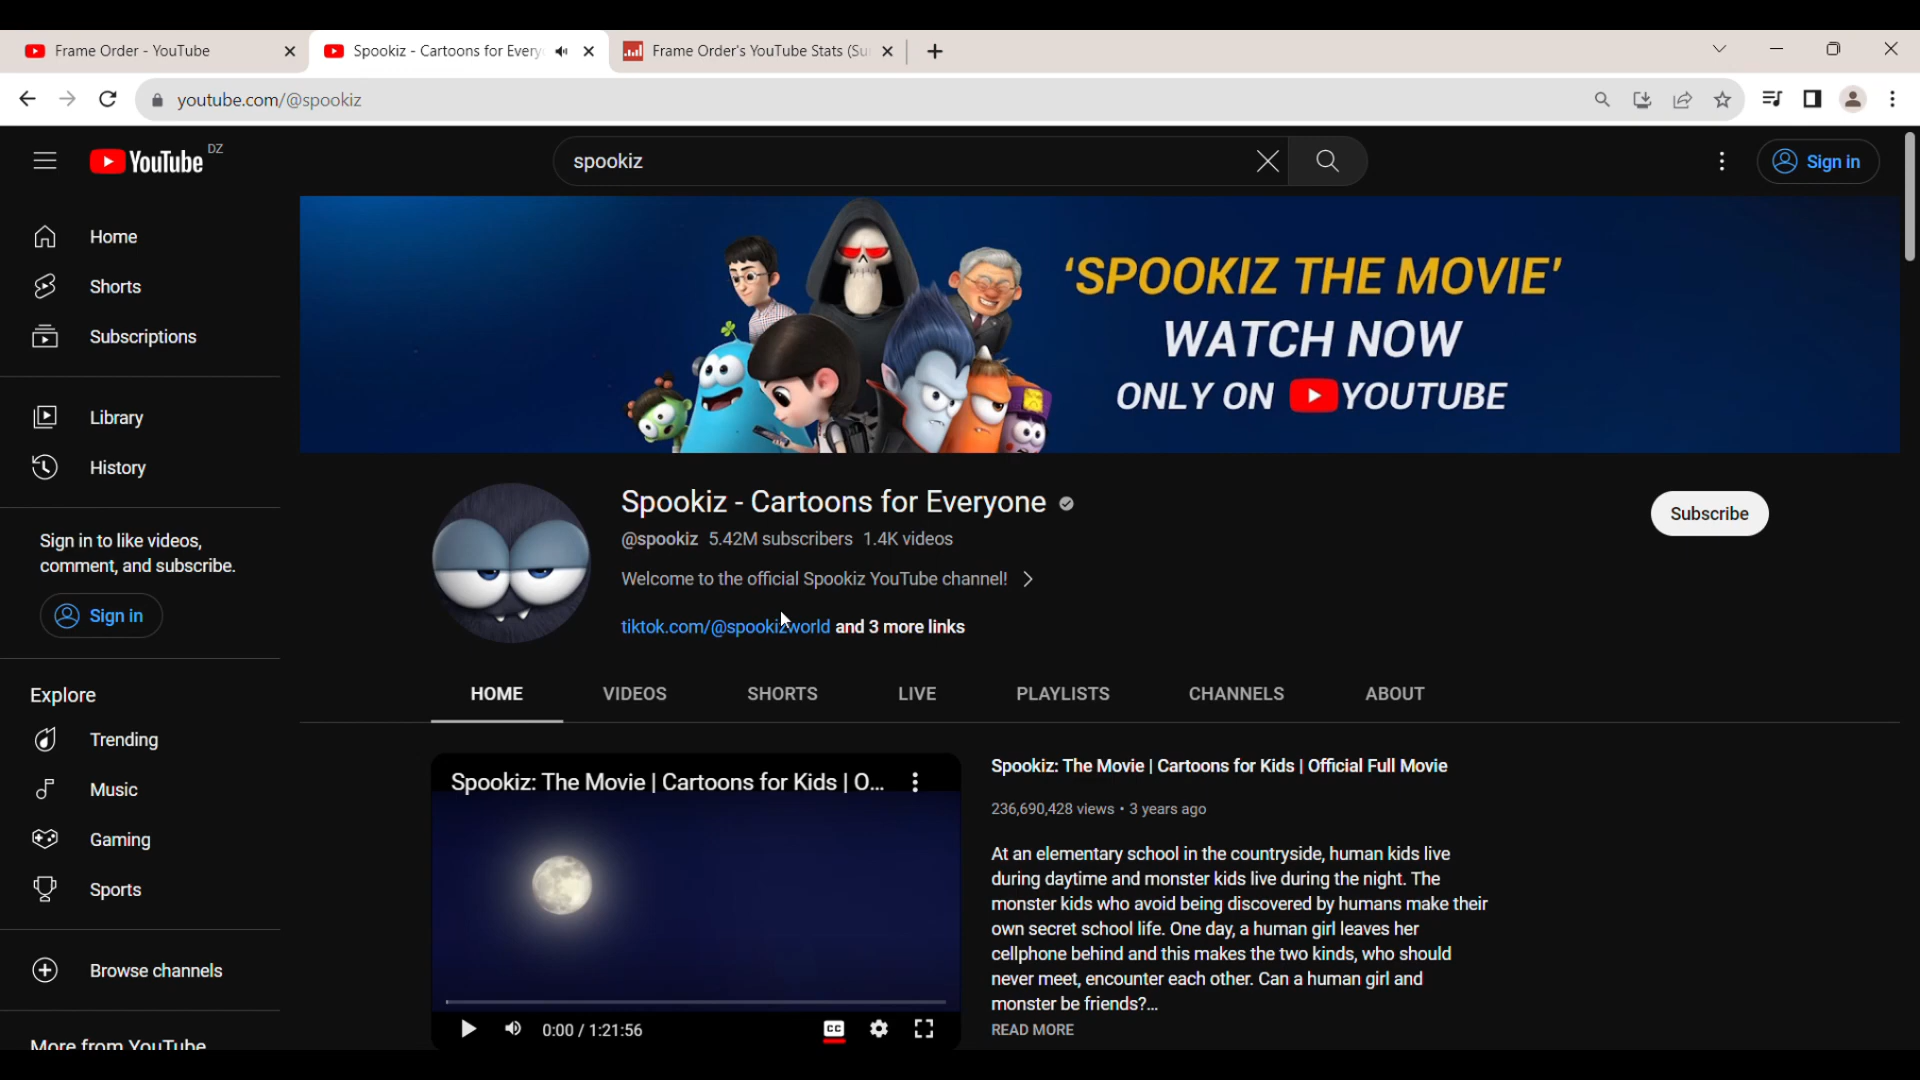 Frame Order - YouTube
Spookiz - Cartoons for Every
Frame Order's YouTube Stats (Su
youtube.com/@spookiz
YouTube DZ
spookiz
Sign in
Home
Shorts
Subscriptions
Library
History
Sign in to like videos,
comment, and subscribe.
Sign in
Explore
Trending
Music
Gaming
Sports
Browse channels
More from YouTube
'SPOOKIZ THE MOVIE'
WATCH NOW
ONLY ON YOUTUBE
Spookiz - Cartoons for Everyone
@spookiz 5.42M subscribers 1.4K videos
Welcome to the official Spookiz YouTube channel!
tiktok.com/@spookizworld and 3 more links
Subscribe
HOME VIDEOS SHORTS LIVE PLAYLISTS CHANNELS ABOUT
Spookiz: The Movie | Cartoons for Kids | O...
0:00 / 1:21:56
CC
Spookiz: The Movie | Cartoons for Kids | Official Full Movie
236,690,428 views • 3 years ago
At an elementary school in the countryside, human kids live
during daytime and monster kids live during the night. The
monster kids who avoid being discovered by humans make their
own secret school life. One day, a human girl leaves her
cellphone behind and this makes the two kinds, who should
never meet, encounter each other. Can a human girl and
monster be friends?...
READ MORE